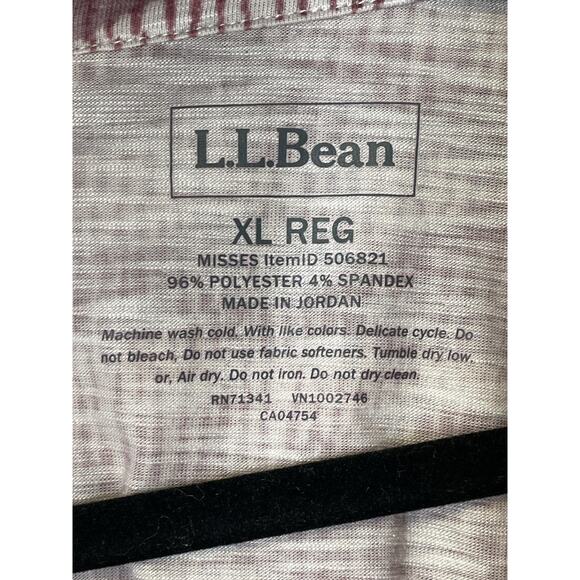 L.L.Bean
XL REG
MISSES ItemID 506821
96% POLYESTER 4% SPANDEX
MADE IN JORDAN
Machine wash cold. With like colors. Delicate cycle. Do
not bleach, Do not use fabric softeners. Tumble dry low,
or, Air dry. Do not iron. Do not dry clean.
RN71341 VN1002746
CA04754